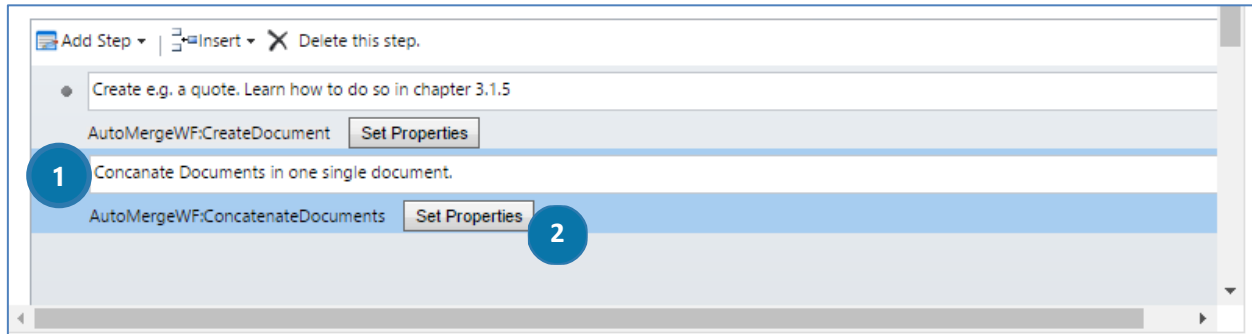 Add Step Insert Delete this step.
Create e.g. a quote. Learn how to do so in chapter 3.1.5
AutoMergeWF:CreateDocument Set Properties
1 Concanate Documents in one single document.
AutoMergeWF:ConcatenateDocuments Set Properties 2